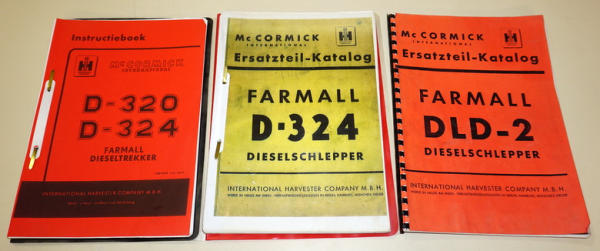 Instructieboek
McCORMICK
INTERNATIONAL
D-320
D-324
FARMALL
DIESELTREKKER
INTERNATIONAL HARVESTER COMPANY M.B.H.
McCORMICK
INTERNATIONAL
Ersatzteil-Katalog
FARMALL
D-324
DIESELSCHLEPPER
INTERNATIONAL HARVESTER COMPANY M.B.H.
McCORMICK
INTERNATIONAL
Ersatzteil-Katalog
FARMALL
DLD-2
DIESELSCHLEPPER
INTERNATIONAL HARVESTER COMPANY M.B.H.